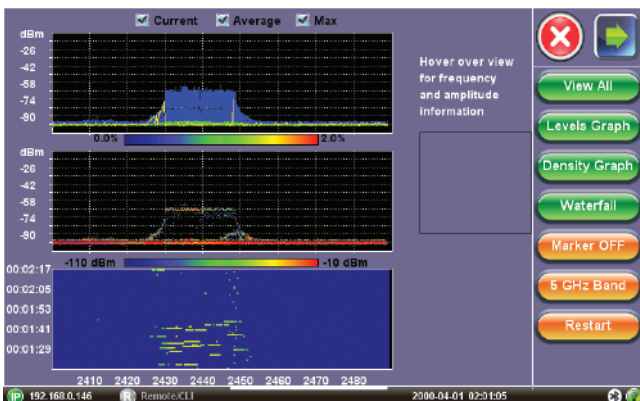 Current Average Max
dBm
-26
-42
-58
-74
-90
0.0% 2.0%
dBm
-26
-42
-58
-74
-90
-110 dBm -10 dBm
00:02:17
00:02:05
00:01:53
00:01:41
00:01:29
2410 2420 2430 2440 2450 2460 2470 2480
Hover over view
for frequency
and amplitude
information
View All
Levels Graph
Density Graph
Waterfall
Marker OFF
5 GHz Band
Restart
IP 192.168.0.146 R Remote/CLI 2000-04-01 02:01:05